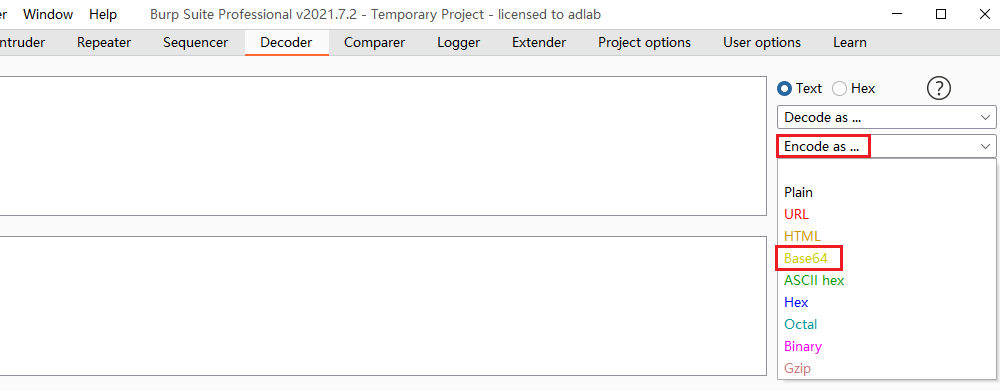 er Window Help Burp Suite Professional v2021.7.2 - Temporary Project - licensed to adlab
ntruder Repeater Sequencer Decoder Comparer Logger Extender Project options User options Learn
Text Hex ?
Decode as ...
Encode as ...
Plain
URL
HTML
Base64
ASCII hex
Hex
Octal
Binary
Gzip